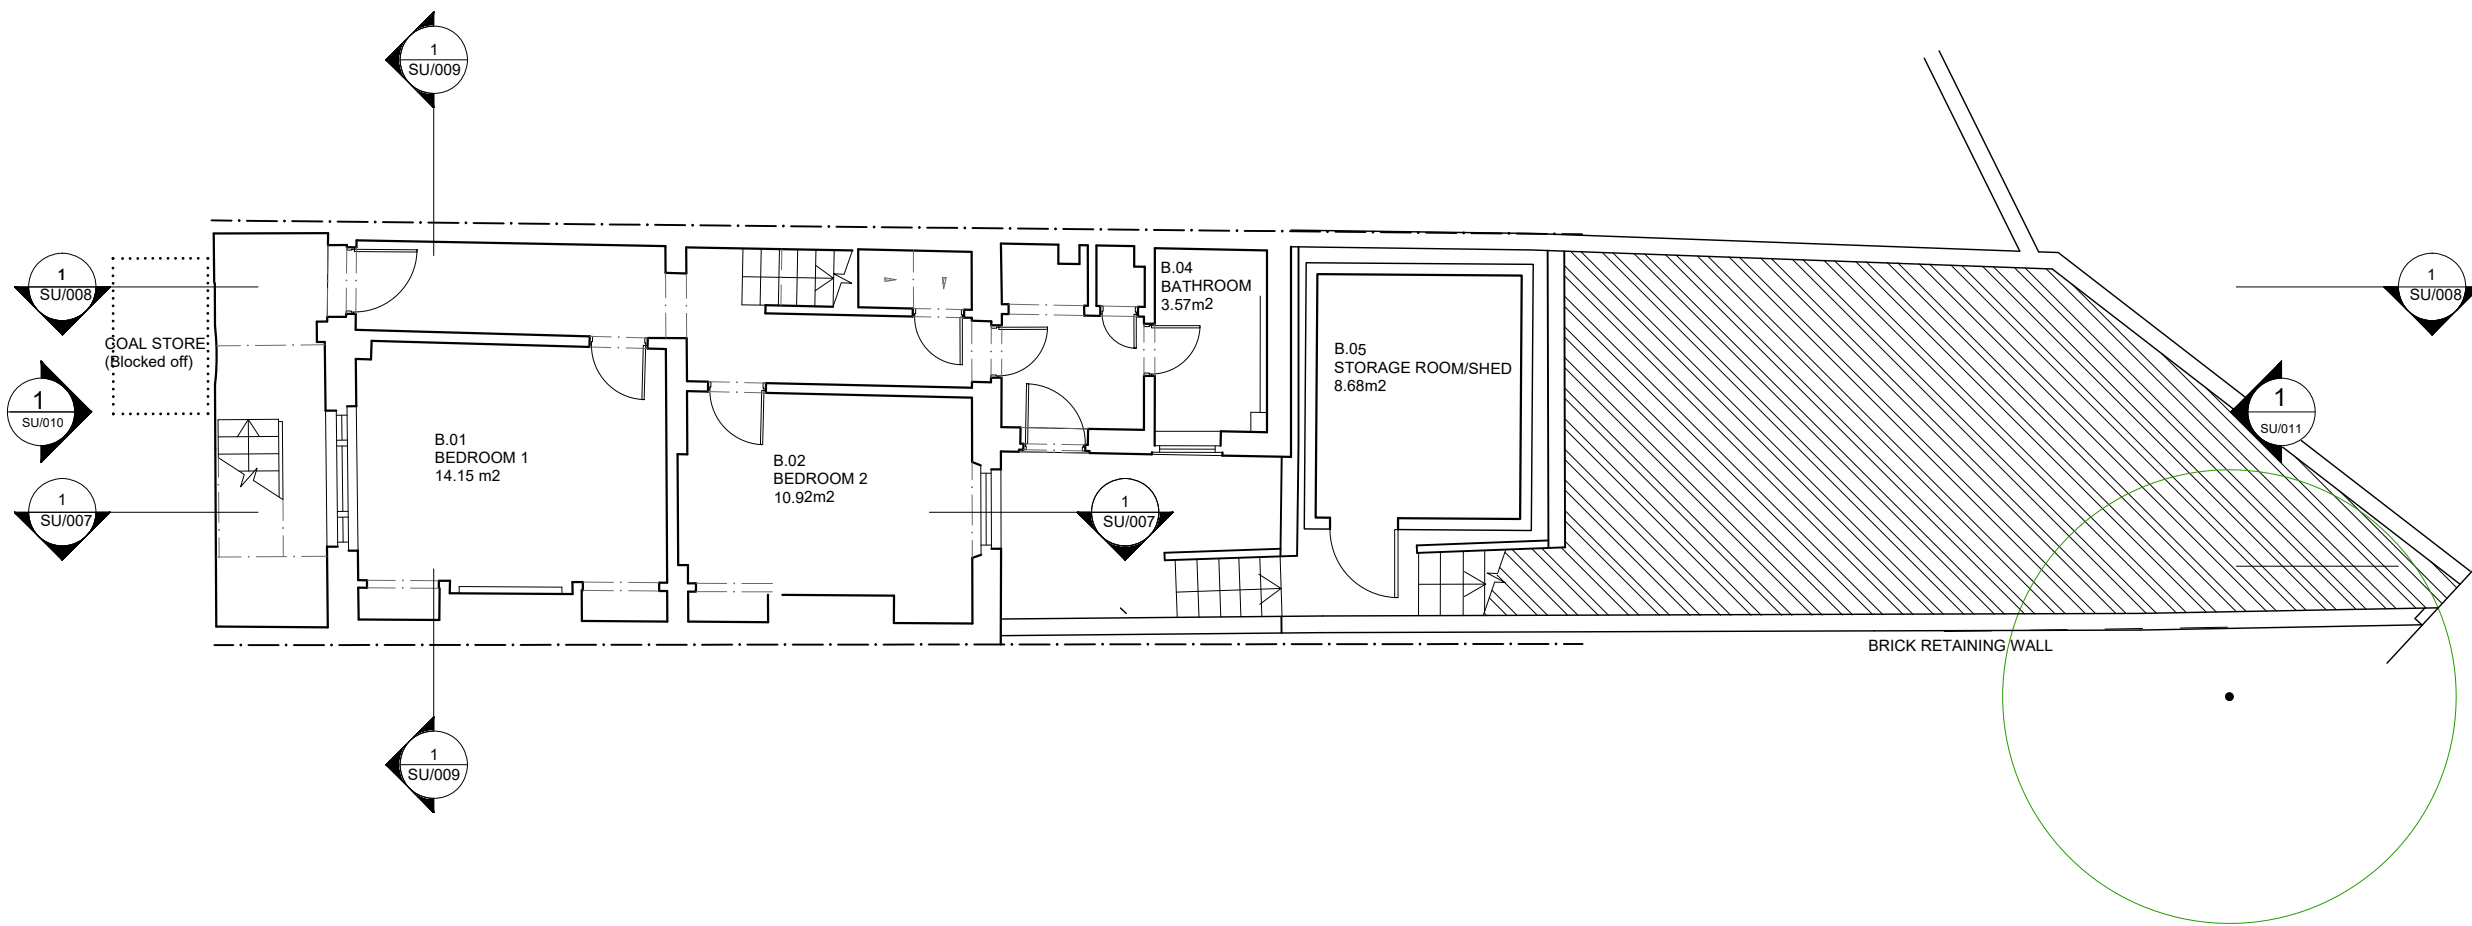 1
SU/009
1
SU/008
COAL STORE
(Blocked off)
1
SU/010
1
SU/007
B.01
BEDROOM 1
14.15 m2
B.02
BEDROOM 2
10.92m2
B.04
BATHROOM
3.57m2
1
SU/007
B.05
STORAGE ROOM/SHED
8.68m2
1
SU/008
1
SU/011
BRICK RETAINING WALL
1
SU/009